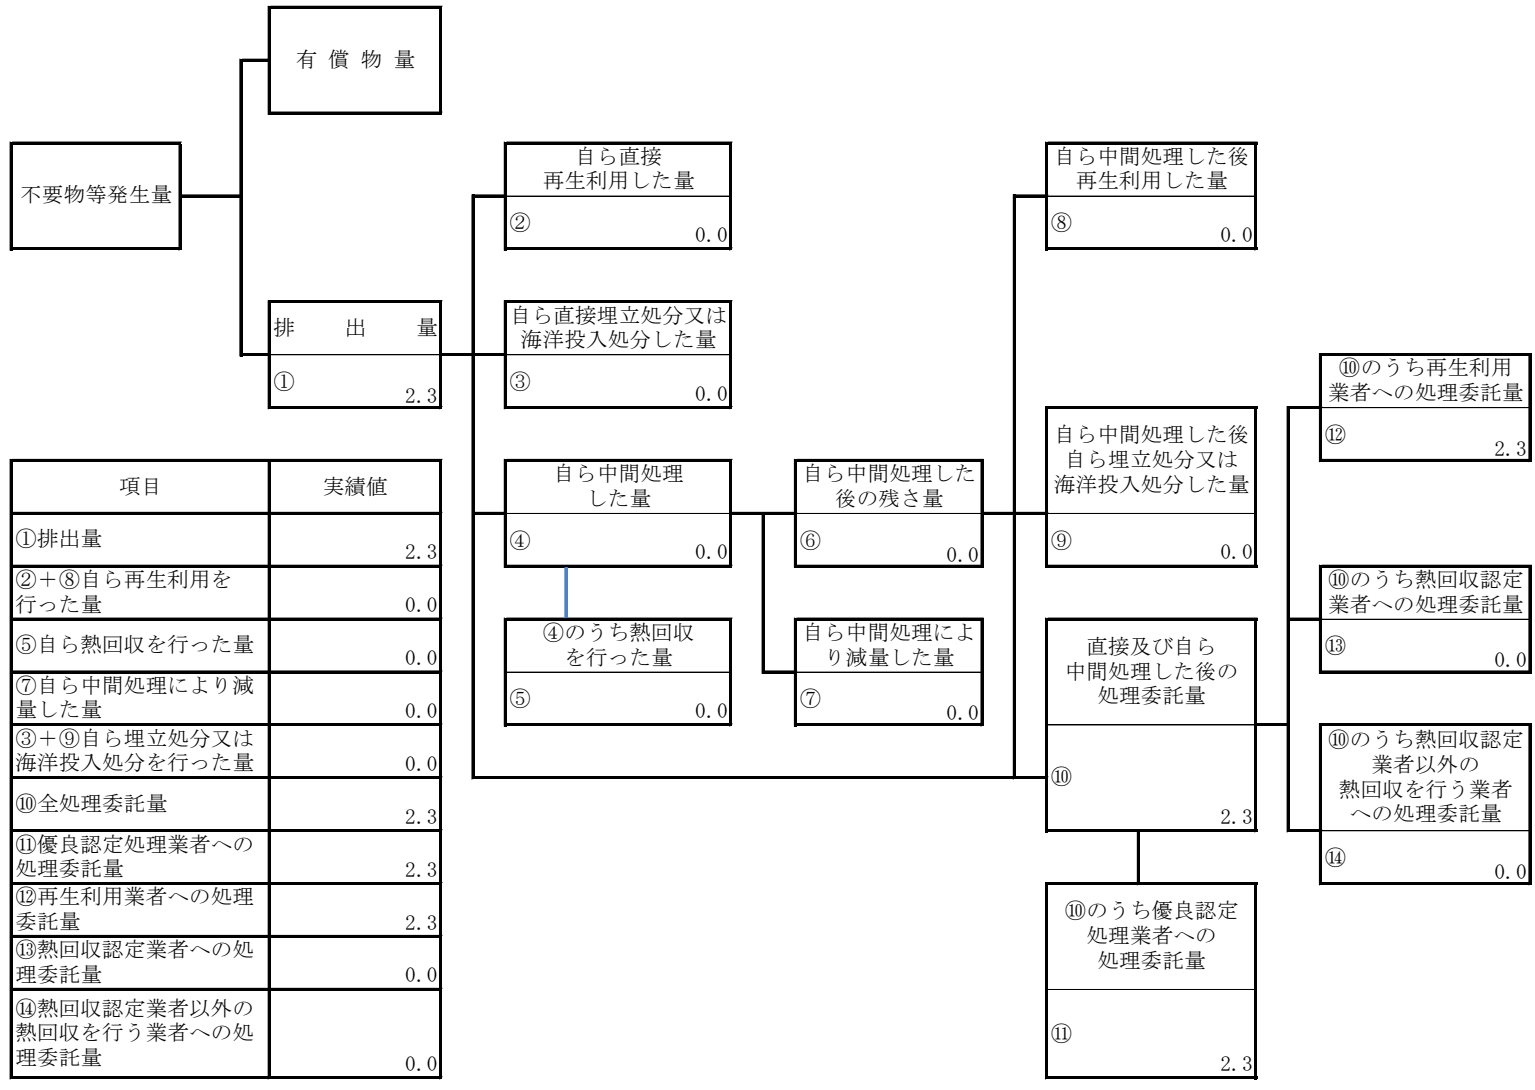 有 償 物 量
不要物等発生量
自ら直接
再生利用した量
②
0.0
自ら中間処理した後
再生利用した量
⑧
0.0
排 出 量
①
2.3
自ら直接埋立処分又は
海洋投入処分した量
③
0.0
⑩のうち再生利用
業者への処理委託量
⑫
2.3
自ら中間処理
した量
④
0.0
自ら中間処理した
後の残さ量
⑥
0.0
自ら中間処理した後
自ら埋立処分又は
海洋投入処分した量
⑨
0.0
⑩のうち熱回収認定
業者への処理委託量
⑬
0.0
④のうち熱回収
を行った量
⑤
0.0
自ら中間処理によ
り減量した量
⑦
0.0
直接及び自ら
中間処理した後の
処理委託量
⑩
2.3
⑩のうち熱回収認定
業者以外の
熱回収を行う業者
への処理委託量
⑭
0.0
⑩のうち優良認定
処理業者への
処理委託量
⑪
2.3
項目 実績値
①排出量 2.3
②＋⑧自ら再生利用を
行った量 0.0
⑤自ら熱回収を行った量 0.0
⑦自ら中間処理により減
量した量 0.0
③＋⑨自ら埋立処分又は
海洋投入処分を行った量 0.0
⑩全処理委託量 2.3
⑪優良認定処理業者への
処理委託量 2.3
⑫再生利用業者への処理
委託量 2.3
⑬熱回収認定業者への処
理委託量 0.0
⑭熱回収認定業者以外の
熱回収を行う業者への処
理委託量 0.0